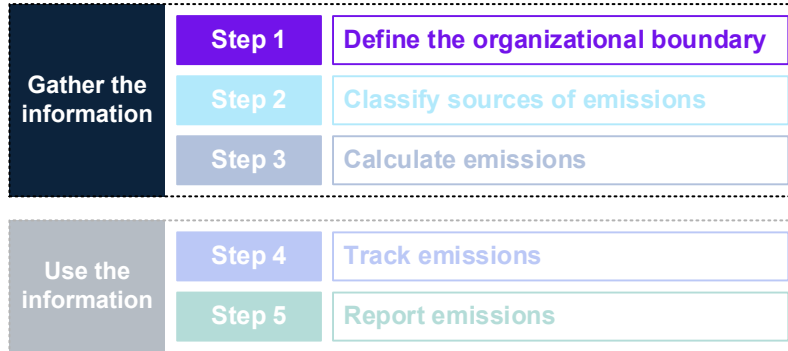 Gather the
information
Step 1
Define the organizational boundary
Step 2
Classify sources of emissions
Step 3
Calculate emissions
Use the
information
Step 4
Track emissions
Step 5
Report emissions